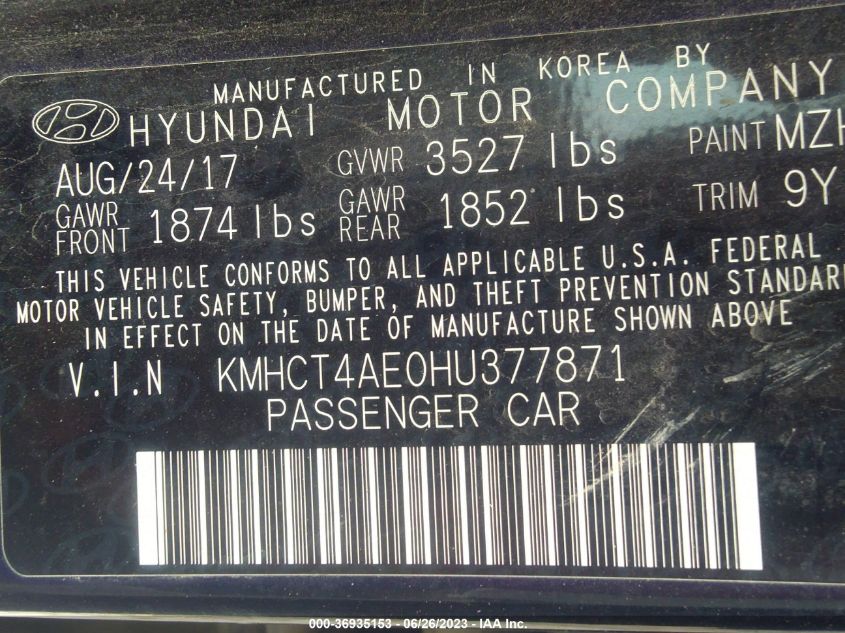 MANUFACTURED IN KOREA BY
HYUNDAI MOTOR COMPANY
AUG/24/17 GVWR 3527 lbs PAINT MZH
GAWR FRONT 1874 lbs GAWR REAR 1852 lbs TRIM 9Y
THIS VEHICLE CONFORMS TO ALL APPLICABLE U.S.A. FEDERAL
MOTOR VEHICLE SAFETY, BUMPER, AND THEFT PREVENTION STANDAR
IN EFFECT ON THE DATE OF MANUFACTURE SHOWN ABOVE
V.I.N KMHCT4AE0HU377871
PASSENGER CAR
000-36935153 - 06/26/2023 - IAA Inc.